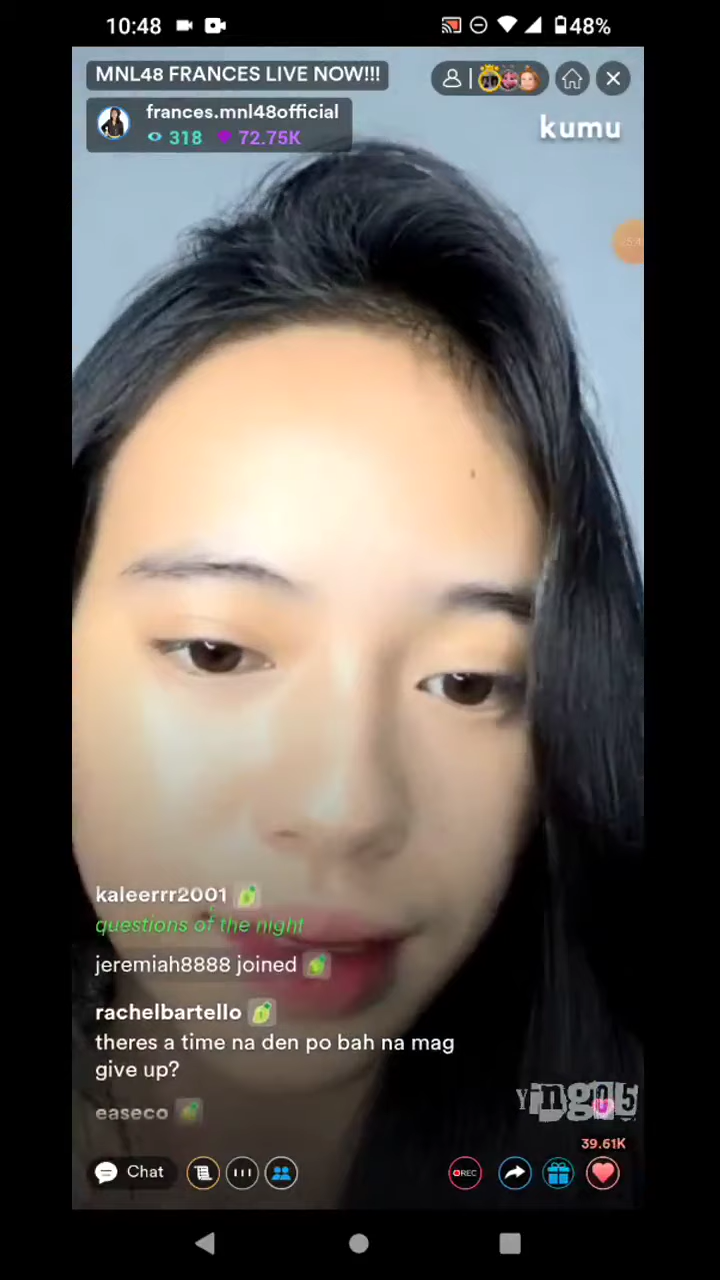 10:48
48%
MNL48 FRANCES LIVE NOW!!!
frances.mnl48official
318
72.75K
kumu
kaleerrr2001
questions of the night
jeremiah8888 joined
rachelbartello
theres a time na den po bah na mag
give up?
easeco
39.61K
Chat
REC